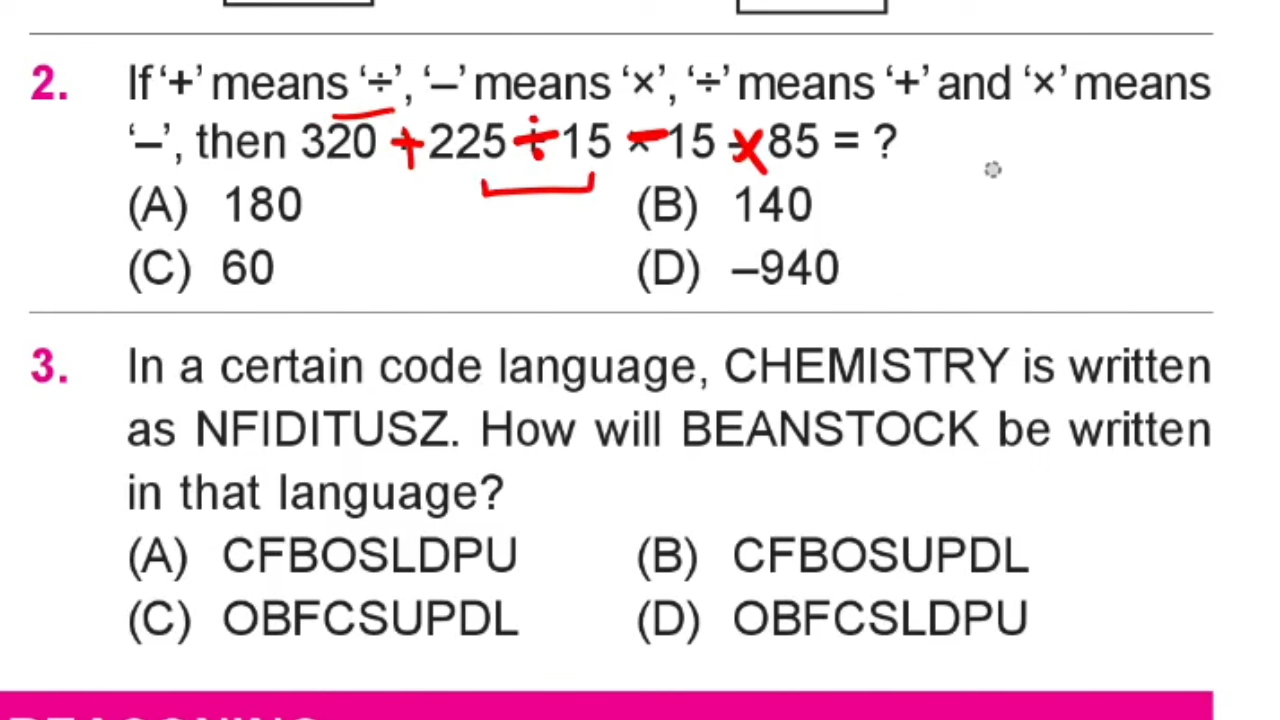 2. If ‘+’ means ‘÷’, ‘–’ means ‘×’, ‘÷’ means ‘+’ and ‘×’ means
‘–’, then 320 + 225 ÷ 15 – 15 × 85 = ?
(A) 180 (B) 140
(C) 60 (D) –940
3. In a certain code language, CHEMISTRY is written
as NFIDITUSZ. How will BEANSTOCK be written
in that language?
(A) CFBOSLDPU (B) CFBOSUPDL
(C) OBFCSUPDL (D) OBFCSLDPU